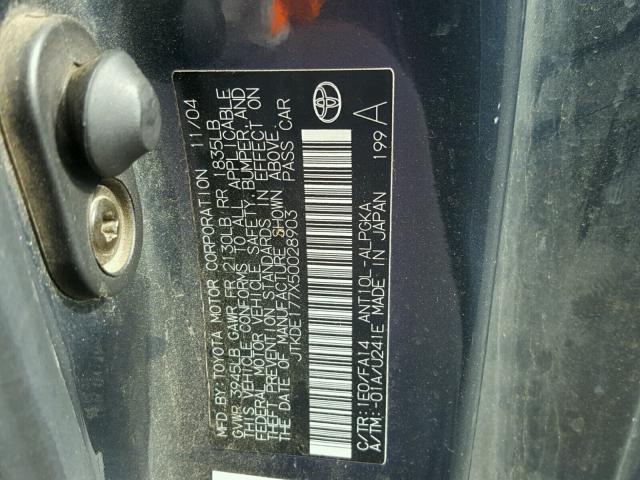 MFD. BY: TOYOTA MOTOR CORPORATION 11/04
GVWR 3945LB GAWR FR 2130LB RR 1835LB
THIS VEHICLE CONFORMS TO ALL APPLICABLE
FEDERAL MOTOR VEHICLE SAFETY, BUMPER, AND
THEFT PREVENTION STANDARDS IN EFFECT ON
THE DATE OF MANUFACTURE SHOWN ABOVE.
JTKDE177X50028903 PASS CAR
C/TR: 1E0/FA14 ANT10L-ALPGKA
A/TM: -01A/U241E MADE IN JAPAN 199 A